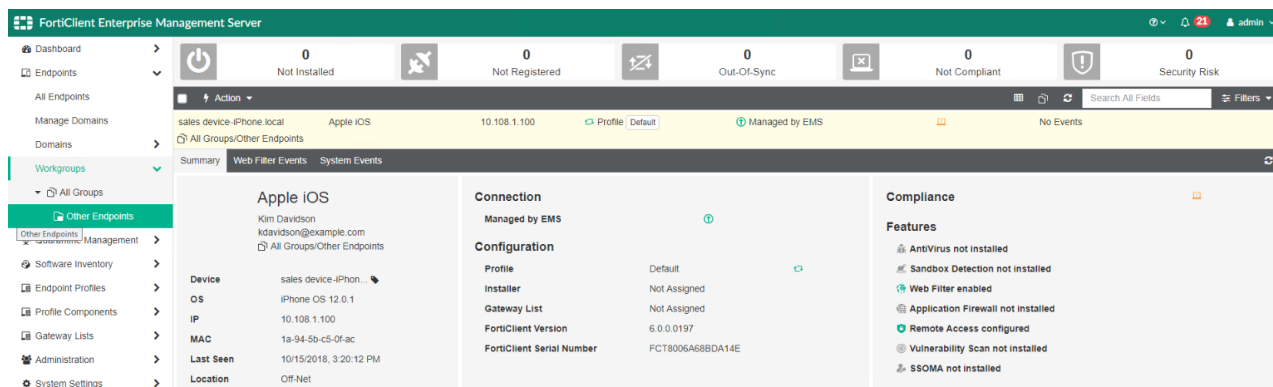 FortiClient Enterprise Management Server
21
admin
Dashboard
Endpoints
All Endpoints
Manage Domains
Domains
Workgroups
All Groups
Other Endpoints
Other Endpoints
Quarantine Management
Software Inventory
Endpoint Profiles
Profile Components
Gateway Lists
Administration
System Settings
0
Not Installed
0
Not Registered
0
Out-Of-Sync
0
Not Compliant
0
Security Risk
Action
Search All Fields
Filters
sales device-iPhone.local Apple iOS 10.108.1.100 Profile Default Managed by EMS No Events
All Groups/Other Endpoints
Summary Web Filter Events System Events
Apple iOS
Kim Davidson
kdavidson@example.com
All Groups/Other Endpoints
Device sales device-iPhon...
OS iPhone OS 12.0.1
IP 10.108.1.100
MAC 1a-94-5b-c5-0f-ac
Last Seen 10/15/2018, 3:20:12 PM
Location Off-Net
Connection
Managed by EMS
Configuration
Profile Default
Installer Not Assigned
Gateway List Not Assigned
FortiClient Version 6.0.0.0197
FortiClient Serial Number FCT8006A68BDA14E
Compliance
Features
AntiVirus not installed
Sandbox Detection not installed
Web Filter enabled
Application Firewall not installed
Remote Access configured
Vulnerability Scan not installed
SSOMA not installed